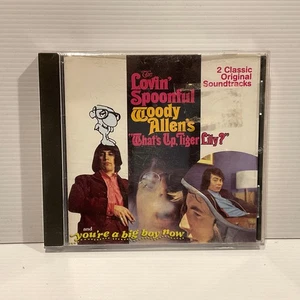 The
Lovin'
Spoonful
Woody
Allen's
"What's Up, Tiger Lily?"
2 Classic
Original
Soundtracks
and
you're a big boy now